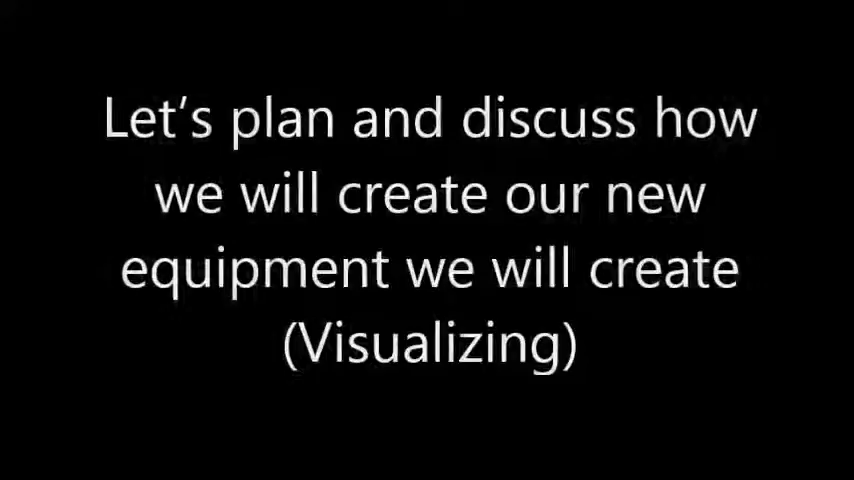 Let’s plan and discuss how
we will create our new
equipment we will create
(Visualizing)